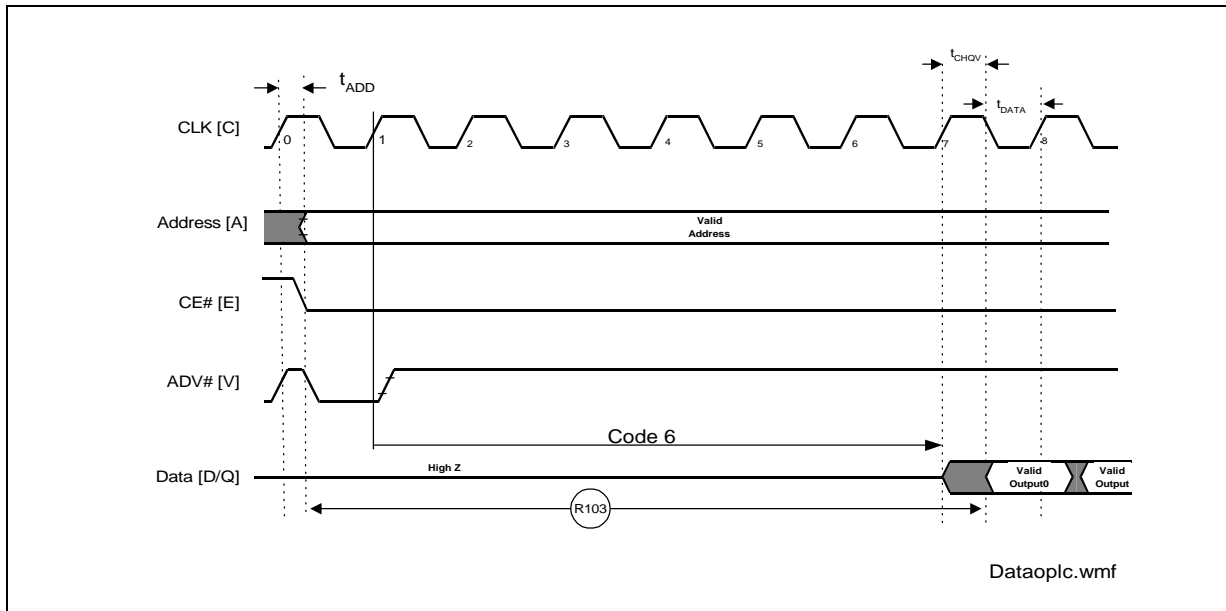 tCHQV
tADD
tDATA
CLK [C]
0 1 2 3 4 5 6 7 8
Address [A]
Valid
Address
CE# [E]
ADV# [V]
Code 6
Data [D/Q]
High Z
Valid
Output0
Valid
Output
R103
Dataoplc.wmf